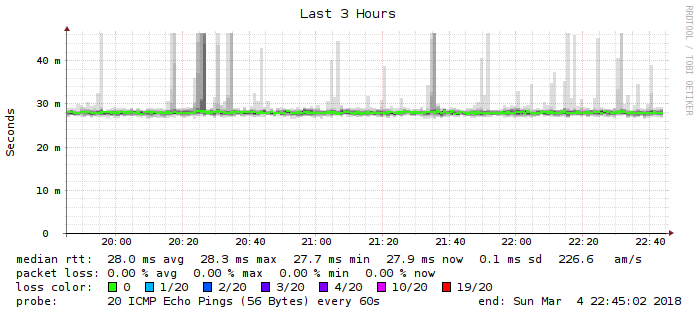 Last 3 Hours
RRDTOOL / TOBI OETIKER
Seconds
40 m
30 m
20 m
10 m
0
20:00 20:20 20:40 21:00 21:20 21:40 22:00 22:20 22:40
median rtt: 28.0 ms avg 28.3 ms max 27.7 ms min 27.9 ms now 0.1 ms sd 226.6 am/s
packet loss: 0.00 % avg 0.00 % max 0.00 % min 0.00 % now
loss color: 0 1/20 2/20 3/20 4/20 10/20 19/20
probe: 20 ICMP Echo Pings (56 Bytes) every 60s end: Sun Mar 4 22:45:02 2018